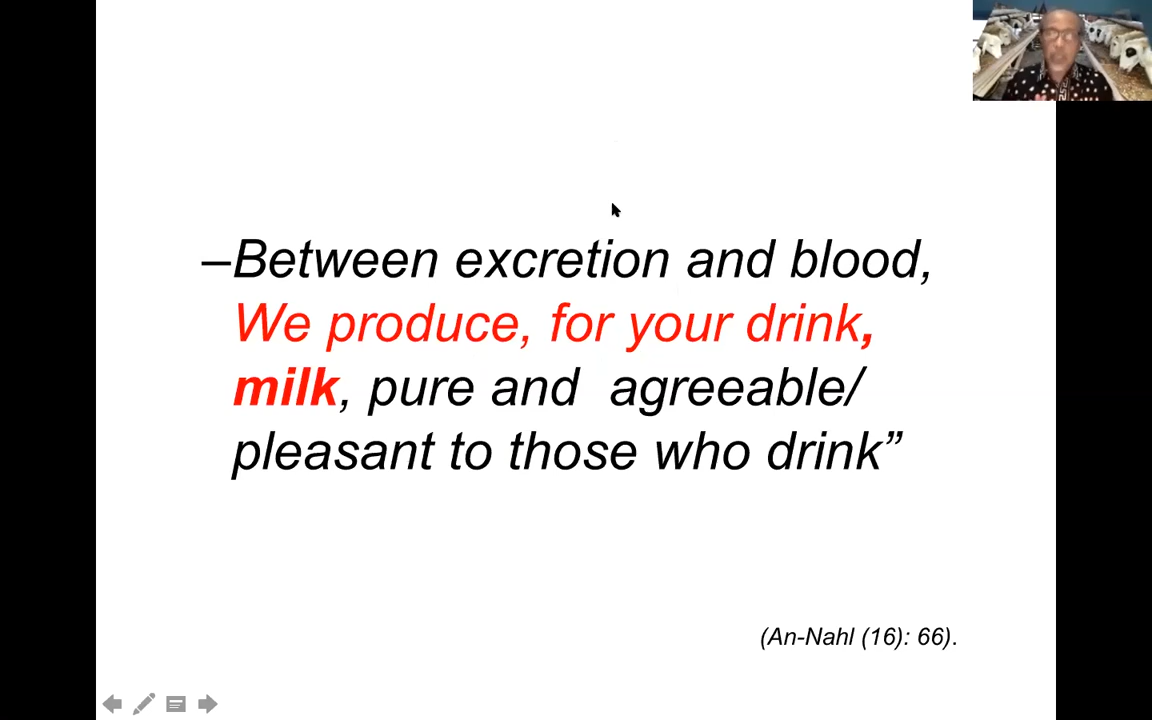 –Between excretion and blood,
We produce, for your drink,
milk, pure and agreeable/
pleasant to those who drink”
(An-Nahl (16): 66).